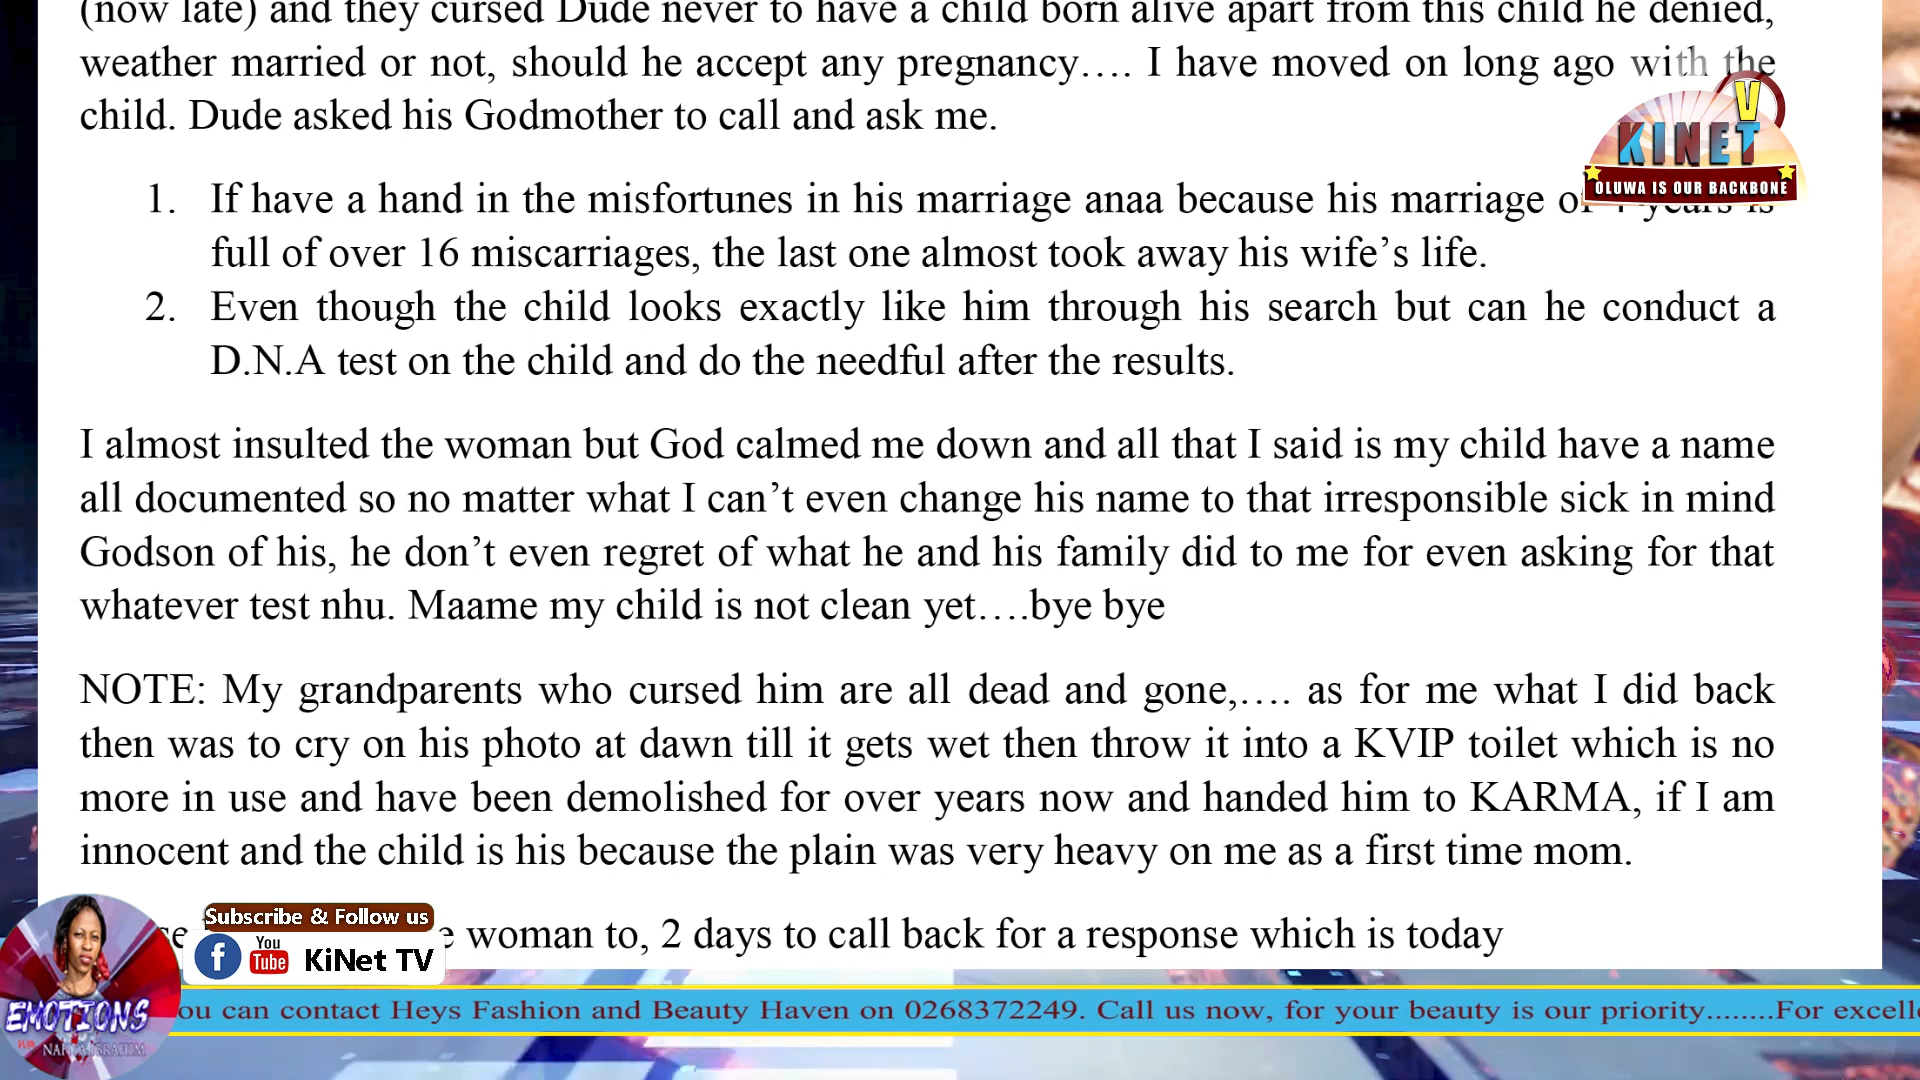 (now late) and they cursed Dude never to have a child born alive apart from this child he denied,
weather married or not, should he accept any pregnancy…. I have moved on long ago with the
child. Dude asked his Godmother to call and ask me.
1. If have a hand in the misfortunes in his marriage anaa because his marriage of years is
full of over 16 miscarriages, the last one almost took away his wife’s life.
2. Even though the child looks exactly like him through his search but can he conduct a
D.N.A test on the child and do the needful after the results.
I almost insulted the woman but God calmed me down and all that I said is my child have a name
all documented so no matter what I can’t even change his name to that irresponsible sick in mind
Godson of his, he don’t even regret of what he and his family did to me for even asking for that
whatever test nhu. Maame my child is not clean yet….bye bye
NOTE: My grandparents who cursed him are all dead and gone,…. as for me what I did back
then was to cry on his photo at dawn till it gets wet then throw it into a KVIP toilet which is no
more in use and have been demolished for over years now and handed him to KARMA, if I am
innocent and the child is his because the plain was very heavy on me as a first time mom.
woman to, 2 days to call back for a response which is today
KINET V
OLUWA IS OUR BACKBONE
Subscribe & Follow us
f You Tube KiNet TV
EMOTIONS
ou can contact Heys Fashion and Beauty Haven on 0268372249. Call us now, for your beauty is our priority........For excell